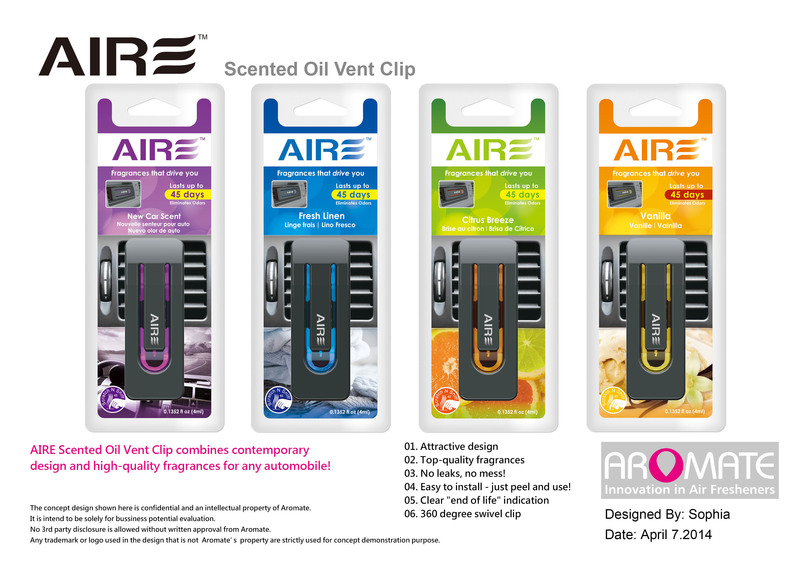 AIRE™
Scented Oil Vent Clip
AIRE™
Fragrances that drive you
Lasts up to
45 days
Eliminates Odors
New Car Scent
Nouvelle senteur pour auto
Nuevo olor de auto
AIRE
0.1352 fl oz (4ml)
AIRE™
Fragrances that drive you
Lasts up to
45 days
Eliminates Odors
Fresh Linen
Linge frais | Lino Fresco
AIRE
0.1352 fl oz (4ml)
AIRE™
Fragrances that drive you
Lasts up to
45 days
Eliminates Odors
Citrus Breeze
Brise au citron | Brisa de Cítrico
AIRE
0.1352 fl oz (4ml)
AIRE™
Fragrances that drive you
Lasts up to
45 days
Eliminates Odors
Vanilla
Vanille | Vainilla
AIRE
0.1352 fl oz (4ml)
AIRE Scented Oil Vent Clip combines contemporary
design and high-quality fragrances for any automobile!
01. Attractive design
02. Top-quality fragrances
03. No leaks, no mess!
04. Easy to install - just peel and use!
05. Clear "end of life" indication
06. 360 degree swivel clip
The concept design shown here is confidential and an intellectual property of Aromate.
It is intend to be solely for bussiness potential evaluation.
No 3rd party disclosure is allowed without written approval from Aromate.
Any trademark or logo used in the design that is not Aromate's property are strictly used for concept demonstration purpose.
AROMATE
Innovation in Air Fresheners
Designed By: Sophia
Date: April 7.2014